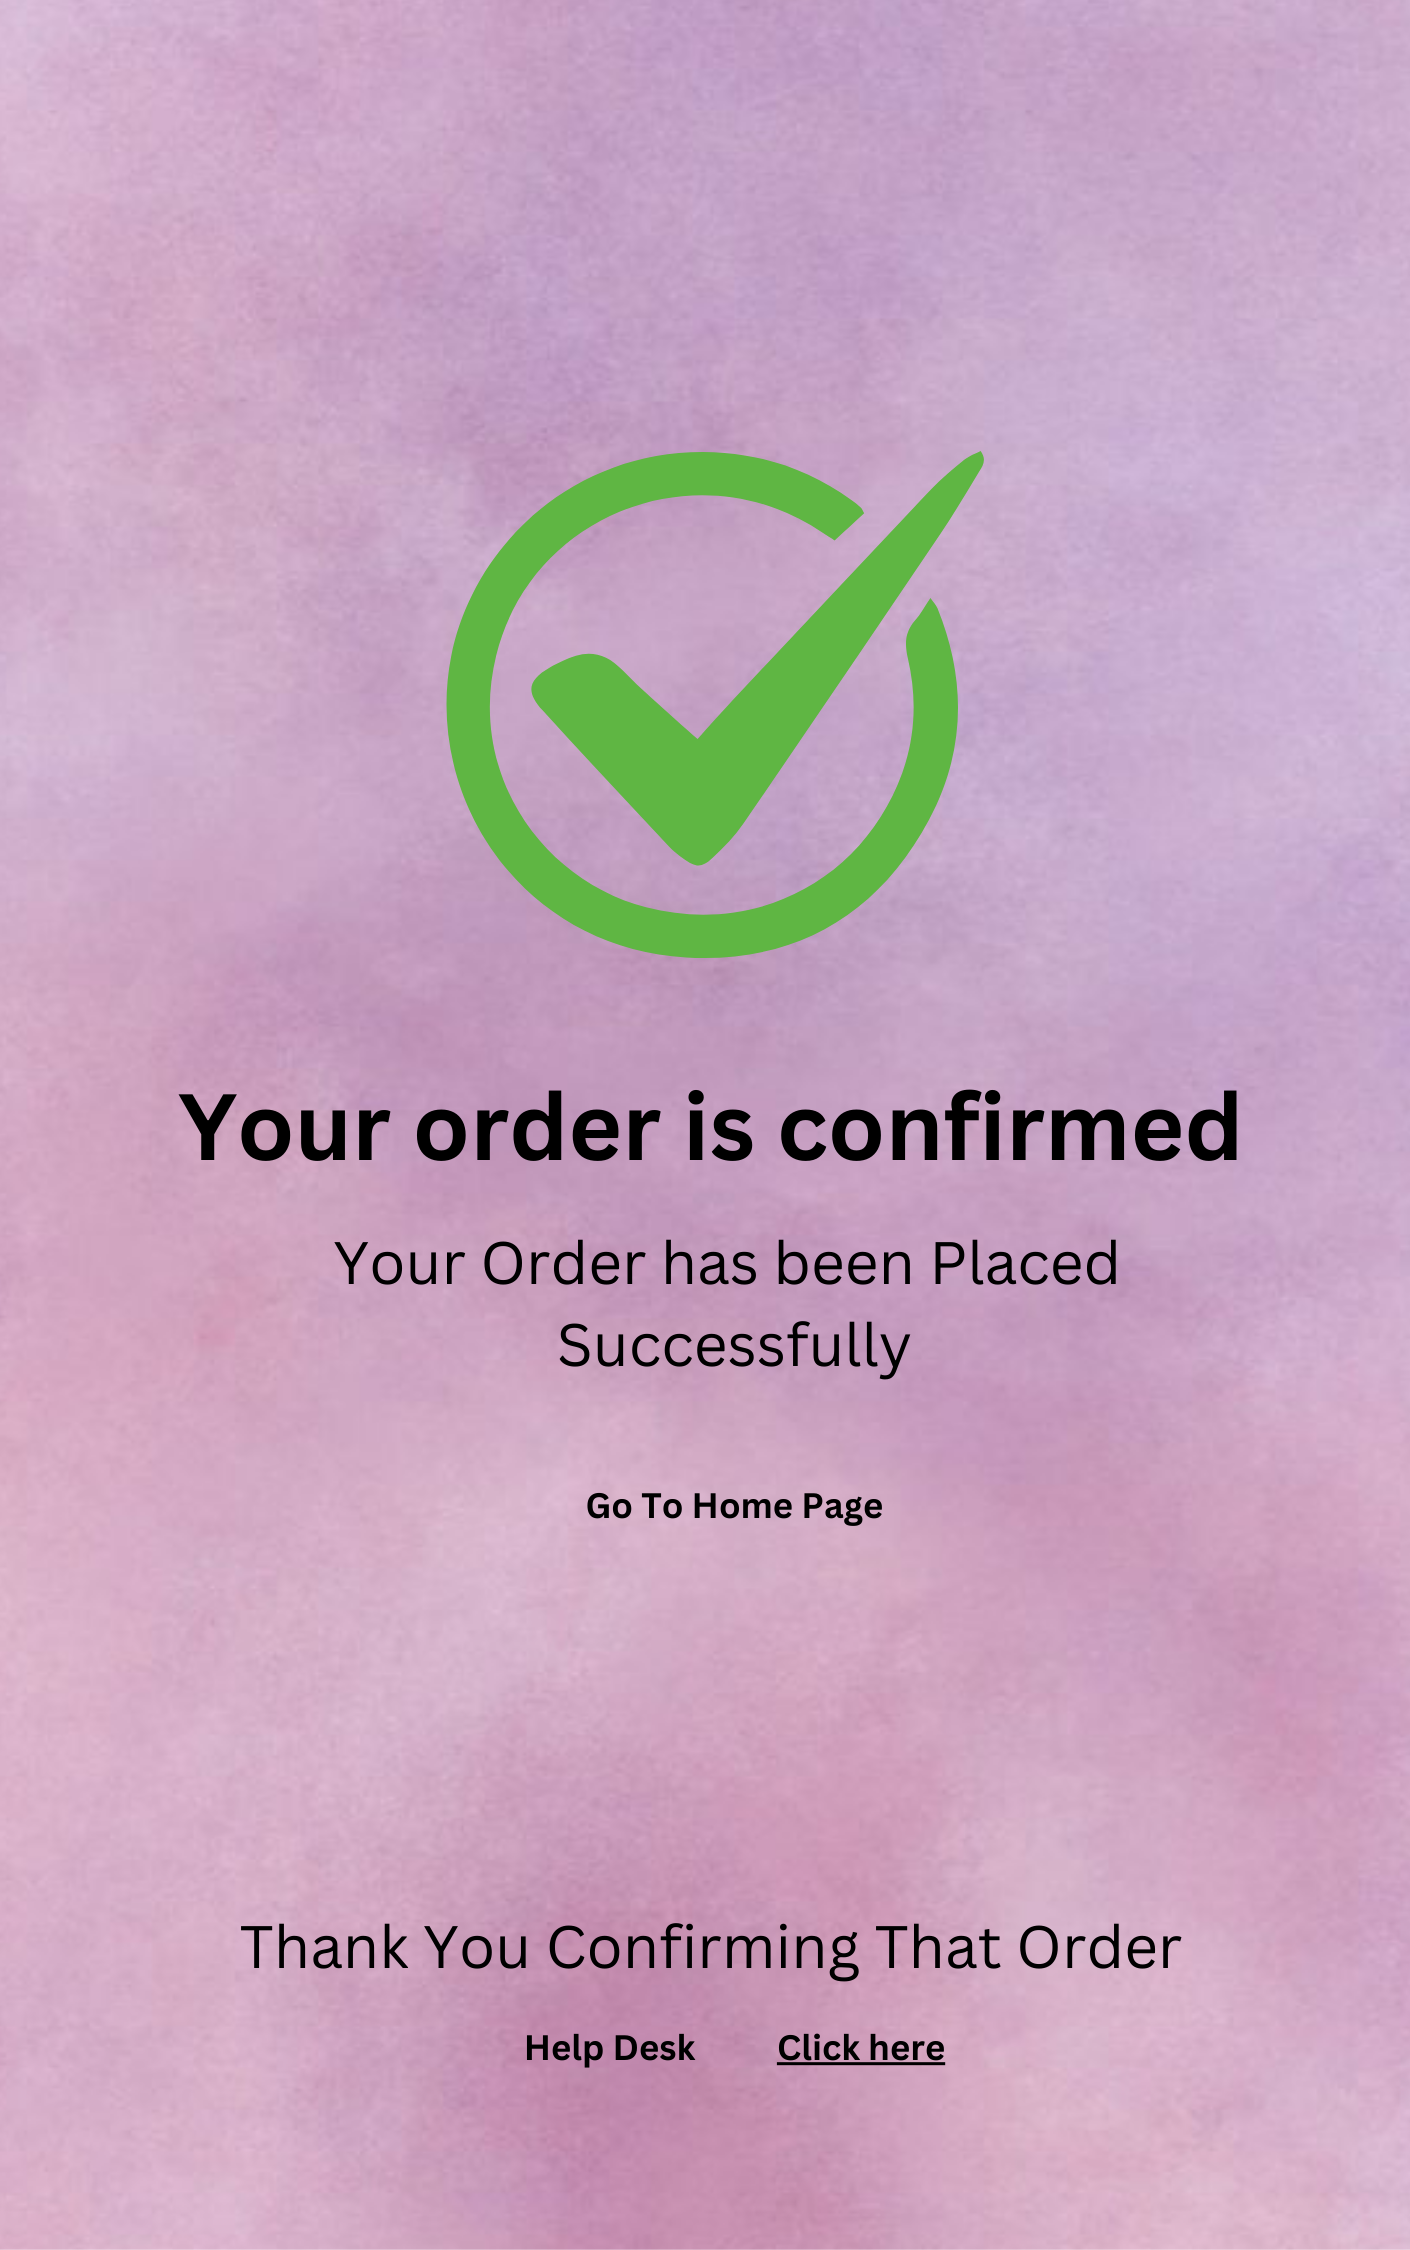 Your order is confirmed
Your Order has been Placed
Successfully
Go To Home Page
Thank You Confirming That Order
Help Desk Click here